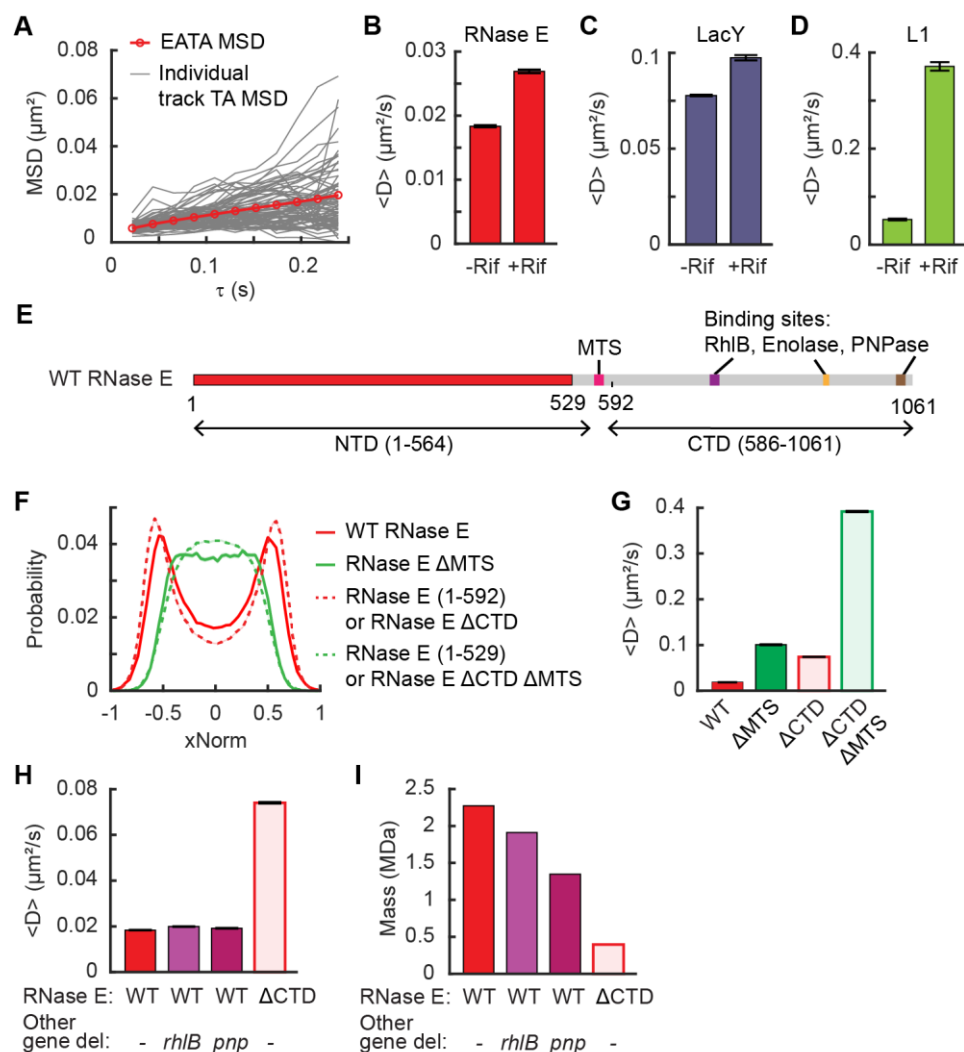 A
EATA MSD
Individual
track TA MSD
MSD (µm²)
0.08
0.06
0.04
0.02
0
0
0.1
0.2
τ (s)
B
RNase E
<D> (µm²/s)
0.03
0.02
0.01
0
-Rif +Rif
C
LacY
<D> (µm²/s)
0.1
0.05
0
-Rif +Rif
D
L1
<D> (µm²/s)
0.4
0.2
0
-Rif +Rif
E
Binding sites:
MTS RhlB, Enolase, PNPase
WT RNase E
1 529 592 1061
NTD (1-564) CTD (586-1061)
F
Probability
0.04
0.02
0
-1 -0.5 0 0.5 1
xNorm
WT RNase E
RNase E ΔMTS
RNase E (1-592)
or RNase E ΔCTD
RNase E (1-529)
or RNase E ΔCTD ΔMTS
G
<D> (µm²/s)
0.4
0.3
0.2
0.1
0
WT
ΔMTS
ΔCTD
ΔCTD
ΔMTS
H
<D> (µm²/s)
0.08
0.06
0.04
0.02
0
RNase E: WT WT WT ΔCTD
Other
gene del: - rhlB pnp -
I
Mass (MDa)
2.5
2
1.5
1
0.5
0
RNase E: WT WT WT ΔCTD
Other
gene del: - rhlB pnp -